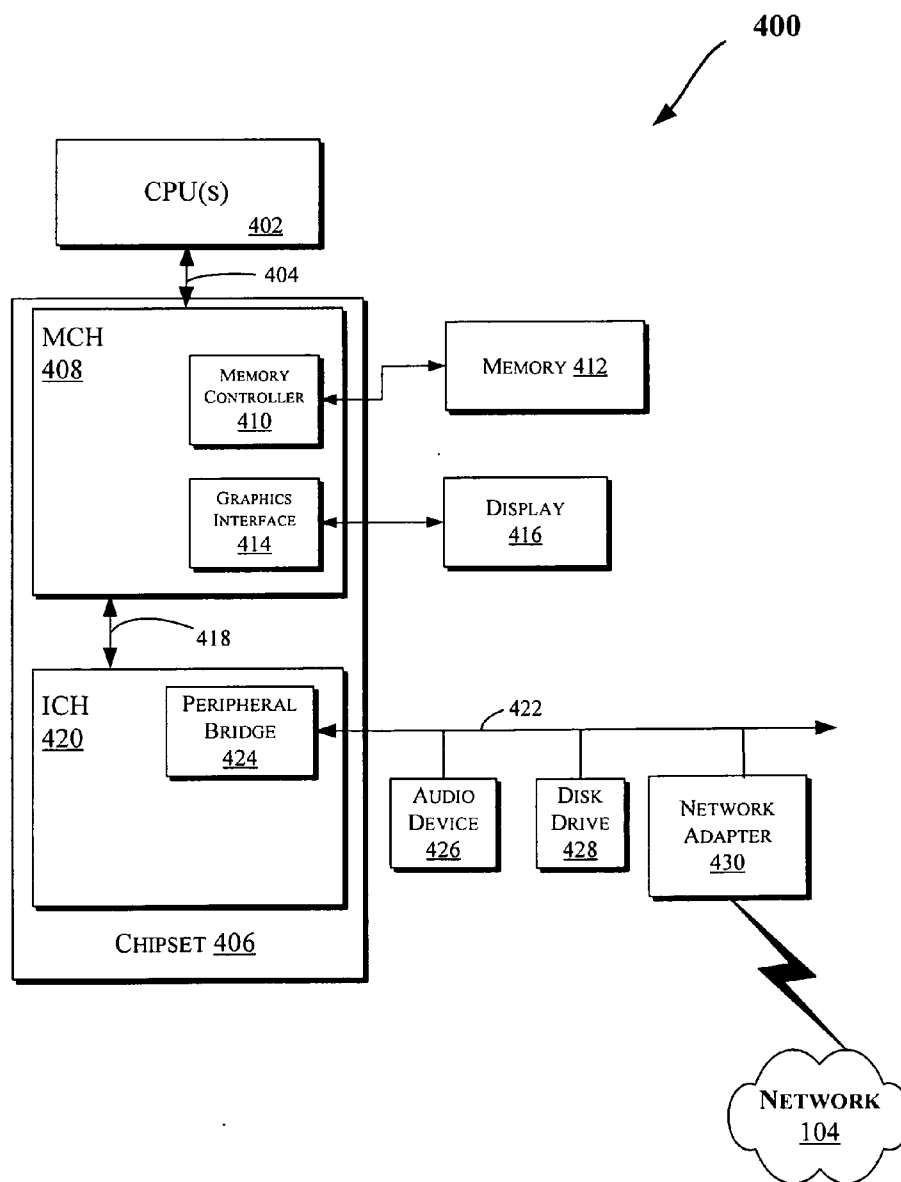 400
CPU(s)
402
404
MCH
408
MEMORY
CONTROLLER
410
MEMORY 412
GRAPHICS
INTERFACE
414
DISPLAY
416
418
ICH
420
PERIPHERAL
BRIDGE
424
422
AUDIO
DEVICE
426
DISK
DRIVE
428
NETWORK
ADAPTER
430
CHIPSET 406
NETWORK
104